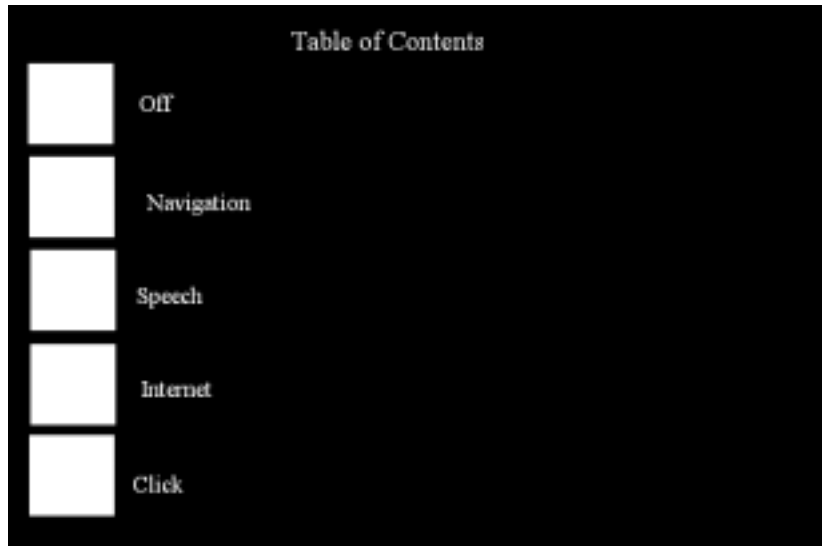 Table of Contents
Off
Navigation
Speech
Internet
Click